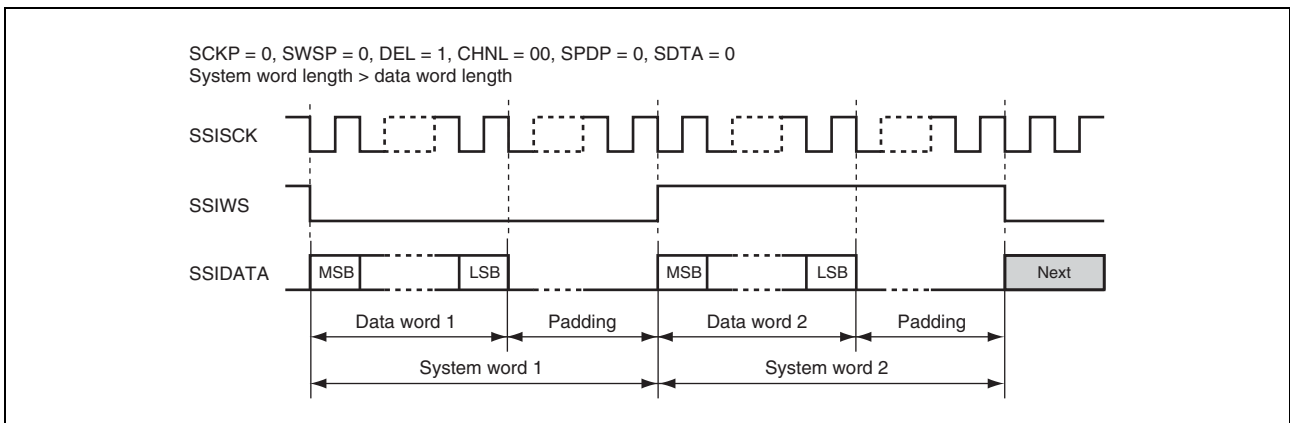 SCKP = 0, SWSP = 0, DEL = 1, CHNL = 00, SPDP = 0, SDTA = 0
System word length > data word length
SSISCK
SSIWS
SSIDATA MSB LSB MSB LSB Next
Data word 1 Padding Data word 2 Padding
System word 1 System word 2